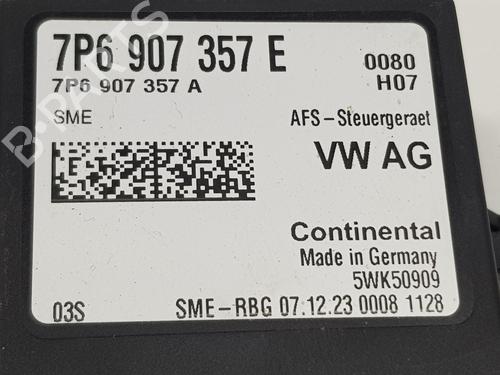 7P6 907 357 E 0080
7P6 907 357 A H07
SME AFS-Steuergeraet
VW AG
Continental
Made in Germany
5WK50909
03S SME-RBG 07.12.23 0008 1128
B-PARTS